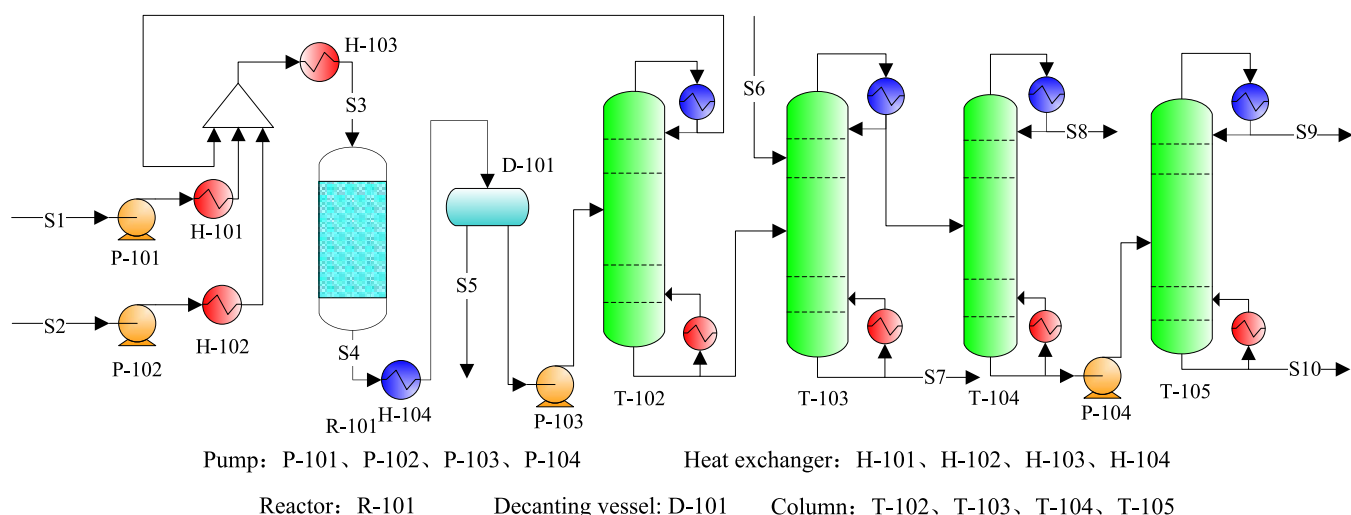 H-103
S3
S6
S8
S9
D-101
S1
H-101
P-101
S5
S2
H-102
P-102
S4
H-104
R-101
P-103
T-102
T-103
S7
T-104
P-104
T-105
S10
Pump: P-101、P-102、P-103、P-104
Heat exchanger: H-101、H-102、H-103、H-104
Reactor: R-101
Decanting vessel: D-101
Column: T-102、T-103、T-104、T-105